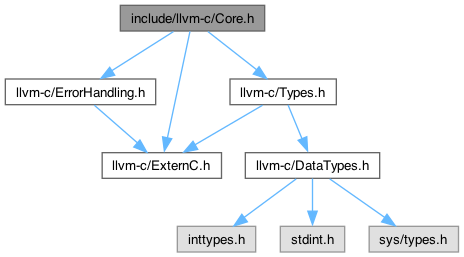 include/llvm-c/Core.h
llvm-c/ErrorHandling.h
llvm-c/Types.h
llvm-c/ExternC.h
llvm-c/DataTypes.h
inttypes.h
stdint.h
sys/types.h